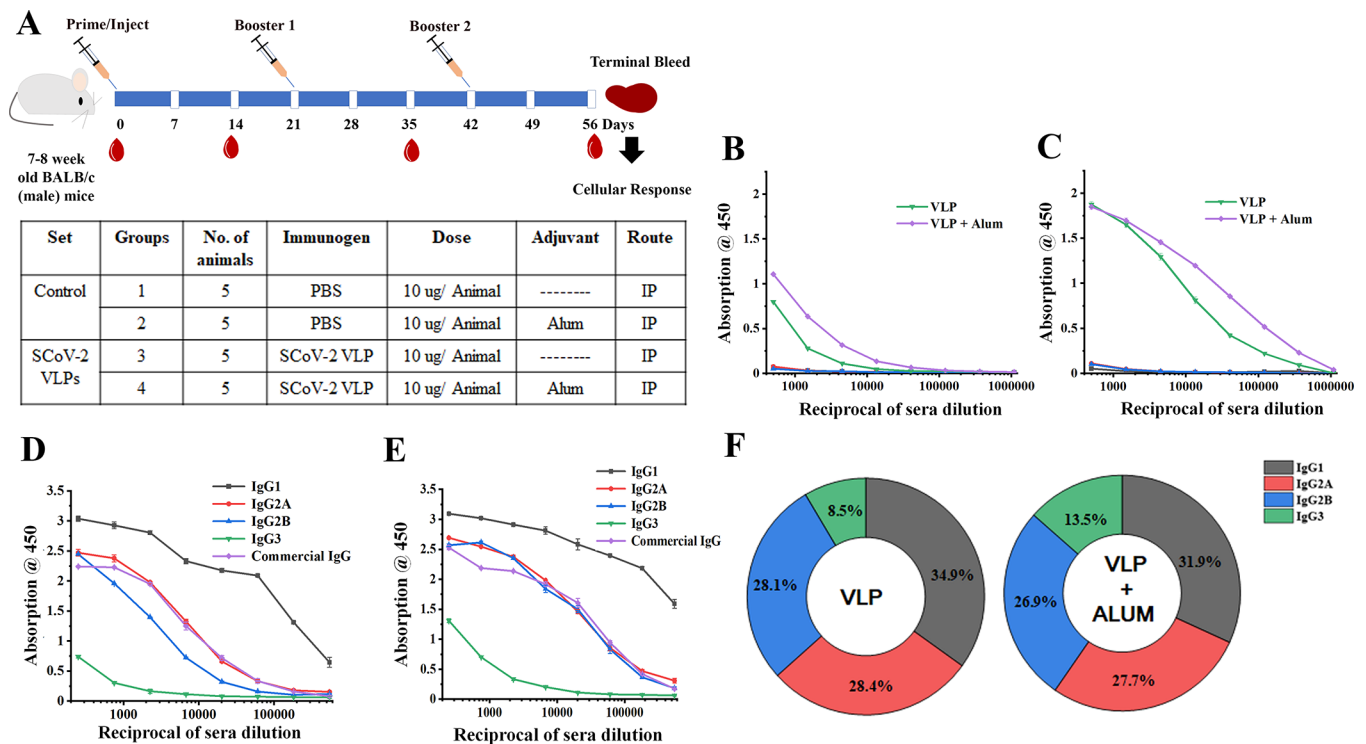 A
Prime/Inject
Booster 1
Booster 2
Terminal Bleed
0 7 14 21 28 35 42 49 56 Days
7-8 week
old BALB/c
(male) mice
Cellular Response
Set Groups No. of animals Immunogen Dose Adjuvant Route
Control 1 5 PBS 10 ug/ Animal -------- IP
2 5 PBS 10 ug/ Animal Alum IP
SCoV-2 VLPs 3 5 SCoV-2 VLP 10 ug/ Animal -------- IP
4 5 SCoV-2 VLP 10 ug/ Animal Alum IP
B
VLP
VLP + Alum
Absorption @ 450
2
1.5
1
0.5
0
1000 10000 100000 1000000
Reciprocal of sera dilution
C
VLP
VLP + Alum
Absorption @ 450
2
1.5
1
0.5
0
1000 10000 100000 1000000
Reciprocal of sera dilution
D
IgG1
IgG2A
IgG2B
IgG3
Commercial IgG
Absorption @ 450
3.5
3
2.5
2
1.5
1
0.5
0
1000 10000 100000
Reciprocal of sera dilution
E
IgG1
IgG2A
IgG2B
IgG3
Commercial IgG
Absorption @ 450
3.5
3
2.5
2
1.5
1
0.5
0
1000 10000 100000
Reciprocal of sera dilution
F
IgG1
IgG2A
IgG2B
IgG3
8.5%
34.9%
28.1%
28.4%
VLP
13.5%
31.9%
26.9%
27.7%
VLP
+
ALUM